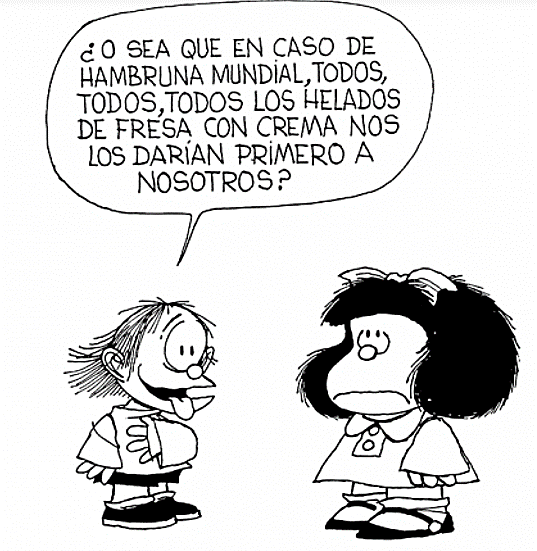 ¿O SEA QUE EN CASO DE
HAMBRUNA MUNDIAL, TODOS,
TODOS, TODOS LOS HELADOS
DE FRESA CON CREMA NOS
LOS DARÍAN PRIMERO A
NOSOTROS?